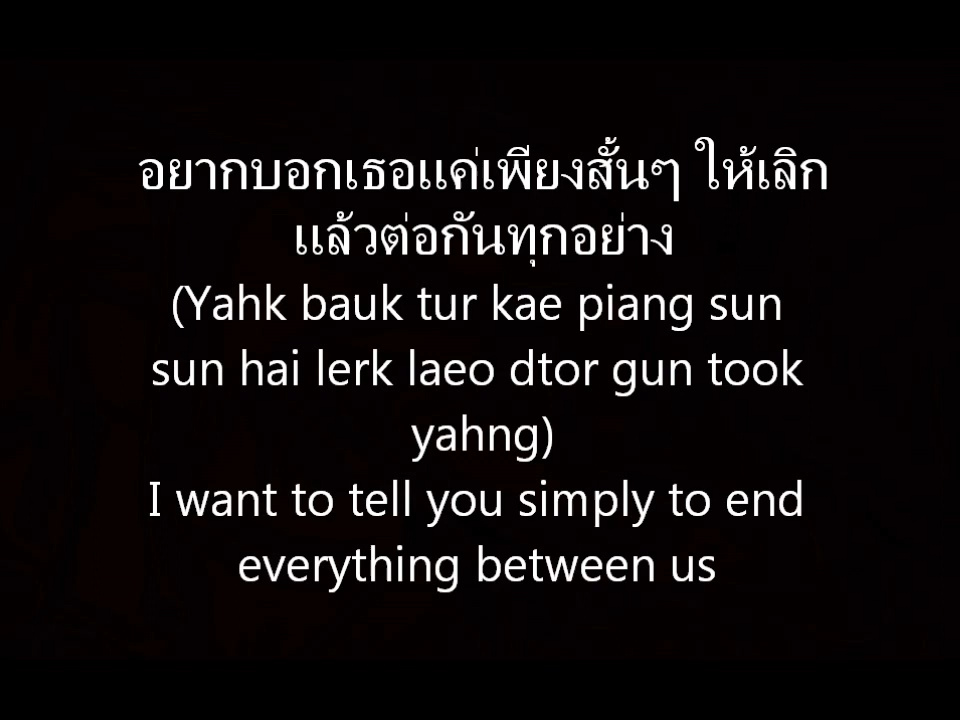 อยากบอกเธอแค่เพียงสั้นๆ ให้เลิก
แล้วต่อกันทุกอย่าง
(Yahk bauk tur kae piang sun
sun hai lerk laeo dtor gun took
yahng)
I want to tell you simply to end
everything between us